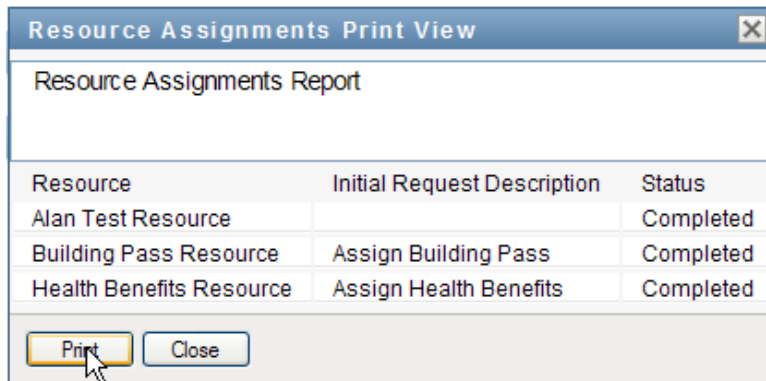 Resource Assignments Print View
Resource Assignments Report
Resource Initial Request Description Status
Alan Test Resource Completed
Building Pass Resource Assign Building Pass Completed
Health Benefits Resource Assign Health Benefits Completed
Print Close